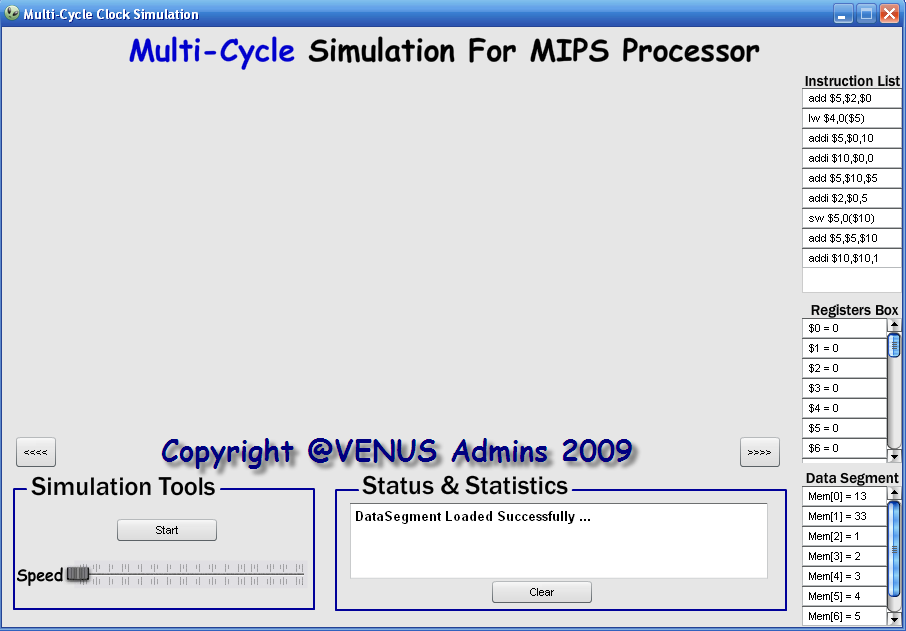 Multi-Cycle Clock Simulation
Multi-Cycle Simulation For MIPS Processor
Instruction List
add $5,$2,$0
lw $4,0($5)
addi $5,$0,10
addi $10,$0,0
add $5,$10,$5
addi $2,$0,5
sw $5,0($10)
add $5,$5,$10
addi $10,$10,1
Registers Box
$0 = 0
$1 = 0
$2 = 0
$3 = 0
$4 = 0
$5 = 0
$6 = 0
<<<<
Copyright @VENUS Admins 2009
>>>>
Simulation Tools
Start
Speed
Status & Statistics
DataSegment Loaded Successfully ...
Clear
Data Segment
Mem[0] = 13
Mem[1] = 33
Mem[2] = 1
Mem[3] = 2
Mem[4] = 3
Mem[5] = 4
Mem[6] = 5